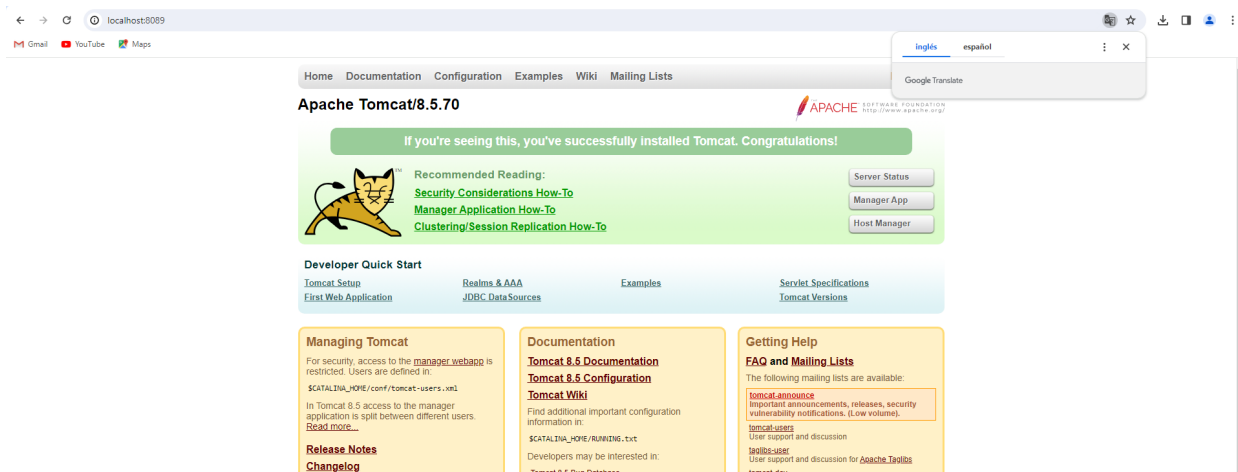 localhost:8089
Gmail YouTube Maps
inglés español
Google Translate
Home Documentation Configuration Examples Wiki Mailing Lists
Apache Tomcat/8.5.70
APACHE SOFTWARE FOUNDATION
http://www.apache.org/
If you're seeing this, you've successfully installed Tomcat. Congratulations!
TM
Recommended Reading:
Security Considerations How-To
Manager Application How-To
Clustering/Session Replication How-To
Server Status
Manager App
Host Manager
Developer Quick Start
Tomcat Setup
First Web Application
Realms & AAA
JDBC DataSources
Examples
Servlet Specifications
Tomcat Versions
Managing Tomcat
For security, access to the manager webapp is
restricted. Users are defined in:
$CATALINA_HOME/conf/tomcat-users.xml
In Tomcat 8.5 access to the manager
application is split between different users.
Read more...
Release Notes
Changelog
Documentation
Tomcat 8.5 Documentation
Tomcat 8.5 Configuration
Tomcat Wiki
Find additional important configuration
information in:
$CATALINA_HOME/RUNNING.txt
Developers may be interested in:
Tomcat 8.5 Bug Database
Getting Help
FAQ and Mailing Lists
The following mailing lists are available:
tomcat-announce
Important announcements, releases, security
vulnerability notifications. (Low volume).
tomcat-users
User support and discussion
taglibs-user
User support and discussion for Apache Taglibs
tomcat-dev